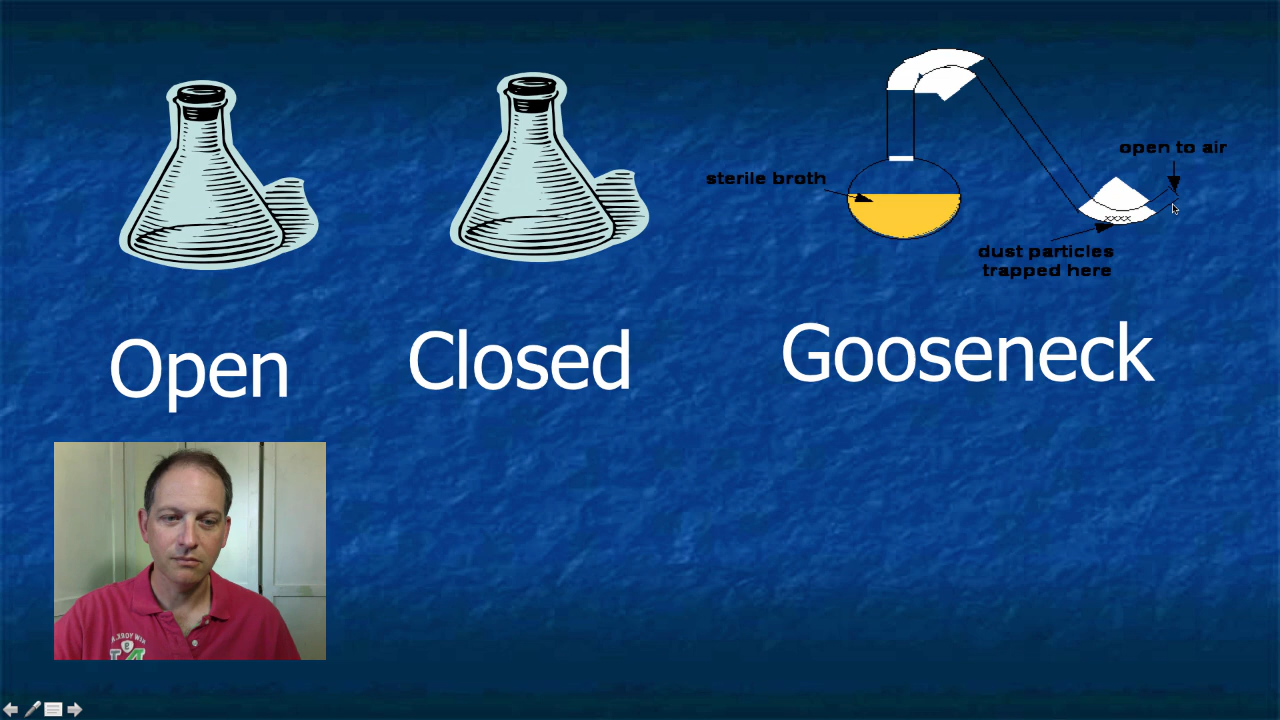 open to air
sterile broth
dust particles
trapped here
Open
Closed
Gooseneck